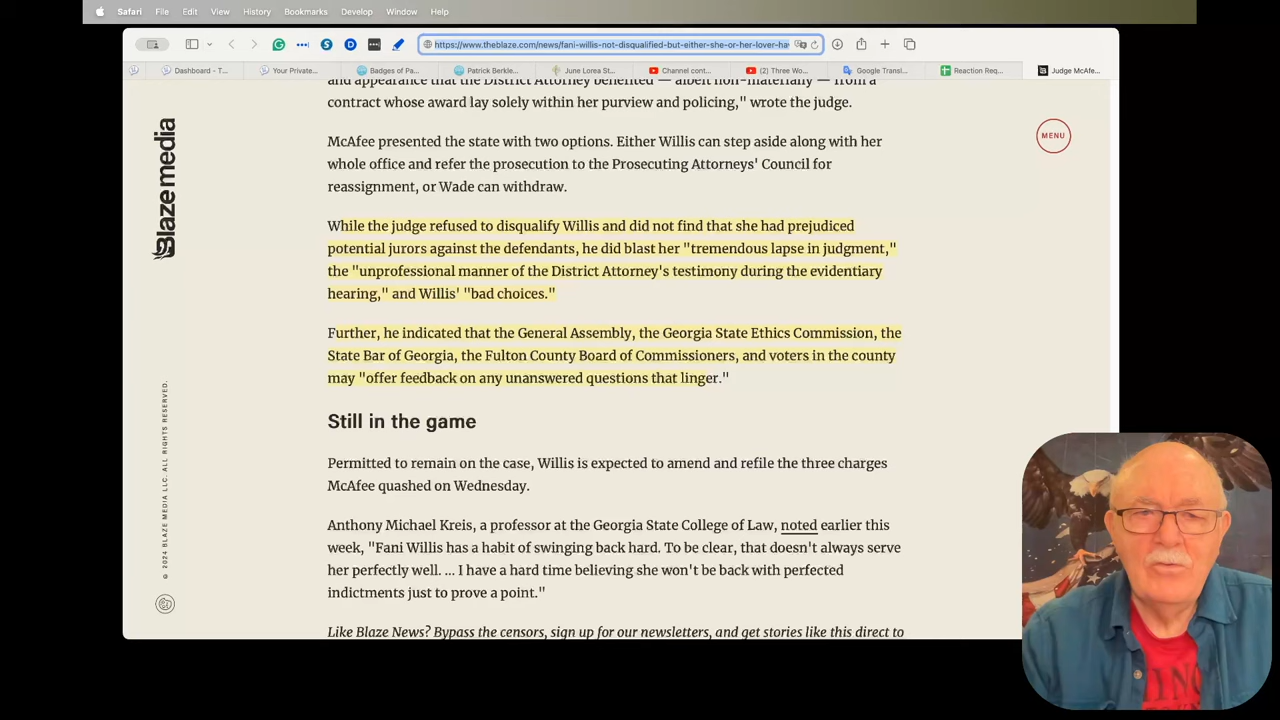 Safari File Edit View History Bookmarks Develop Window Help
https://www.theblaze.com/news/fani-willis-not-disqualified-but-either-she-or-her-lover-hav
Dashboard - T... Your Private... Badges of Pa... Patrick Berkle... June Lorea St... Channel cont... (2) Three Wo... Google Transl... Reaction Req... Judge McAfe...
and appearance that the District Attorney benefited — albeit non-materially — from a
contract whose award lay solely within her purview and policing," wrote the judge.
MENU
Blaze media
McAfee presented the state with two options. Either Willis can step aside along with her
whole office and refer the prosecution to the Prosecuting Attorneys' Council for
reassignment, or Wade can withdraw.
While the judge refused to disqualify Willis and did not find that she had prejudiced
potential jurors against the defendants, he did blast her "tremendous lapse in judgment,"
the "unprofessional manner of the District Attorney's testimony during the evidentiary
hearing," and Willis' "bad choices."
Further, he indicated that the General Assembly, the Georgia State Ethics Commission, the
State Bar of Georgia, the Fulton County Board of Commissioners, and voters in the county
may "offer feedback on any unanswered questions that linger."
Still in the game
© 2024 BLAZE MEDIA LLC. ALL RIGHTS RESERVED.
Permitted to remain on the case, Willis is expected to amend and refile the three charges
McAfee quashed on Wednesday.
Anthony Michael Kreis, a professor at the Georgia State College of Law, noted earlier this
week, "Fani Willis has a habit of swinging back hard. To be clear, that doesn't always serve
her perfectly well. ... I have a hard time believing she won't be back with perfected
indictments just to prove a point."
Like Blaze News? Bypass the censors, sign up for our newsletters, and get stories like this direct to